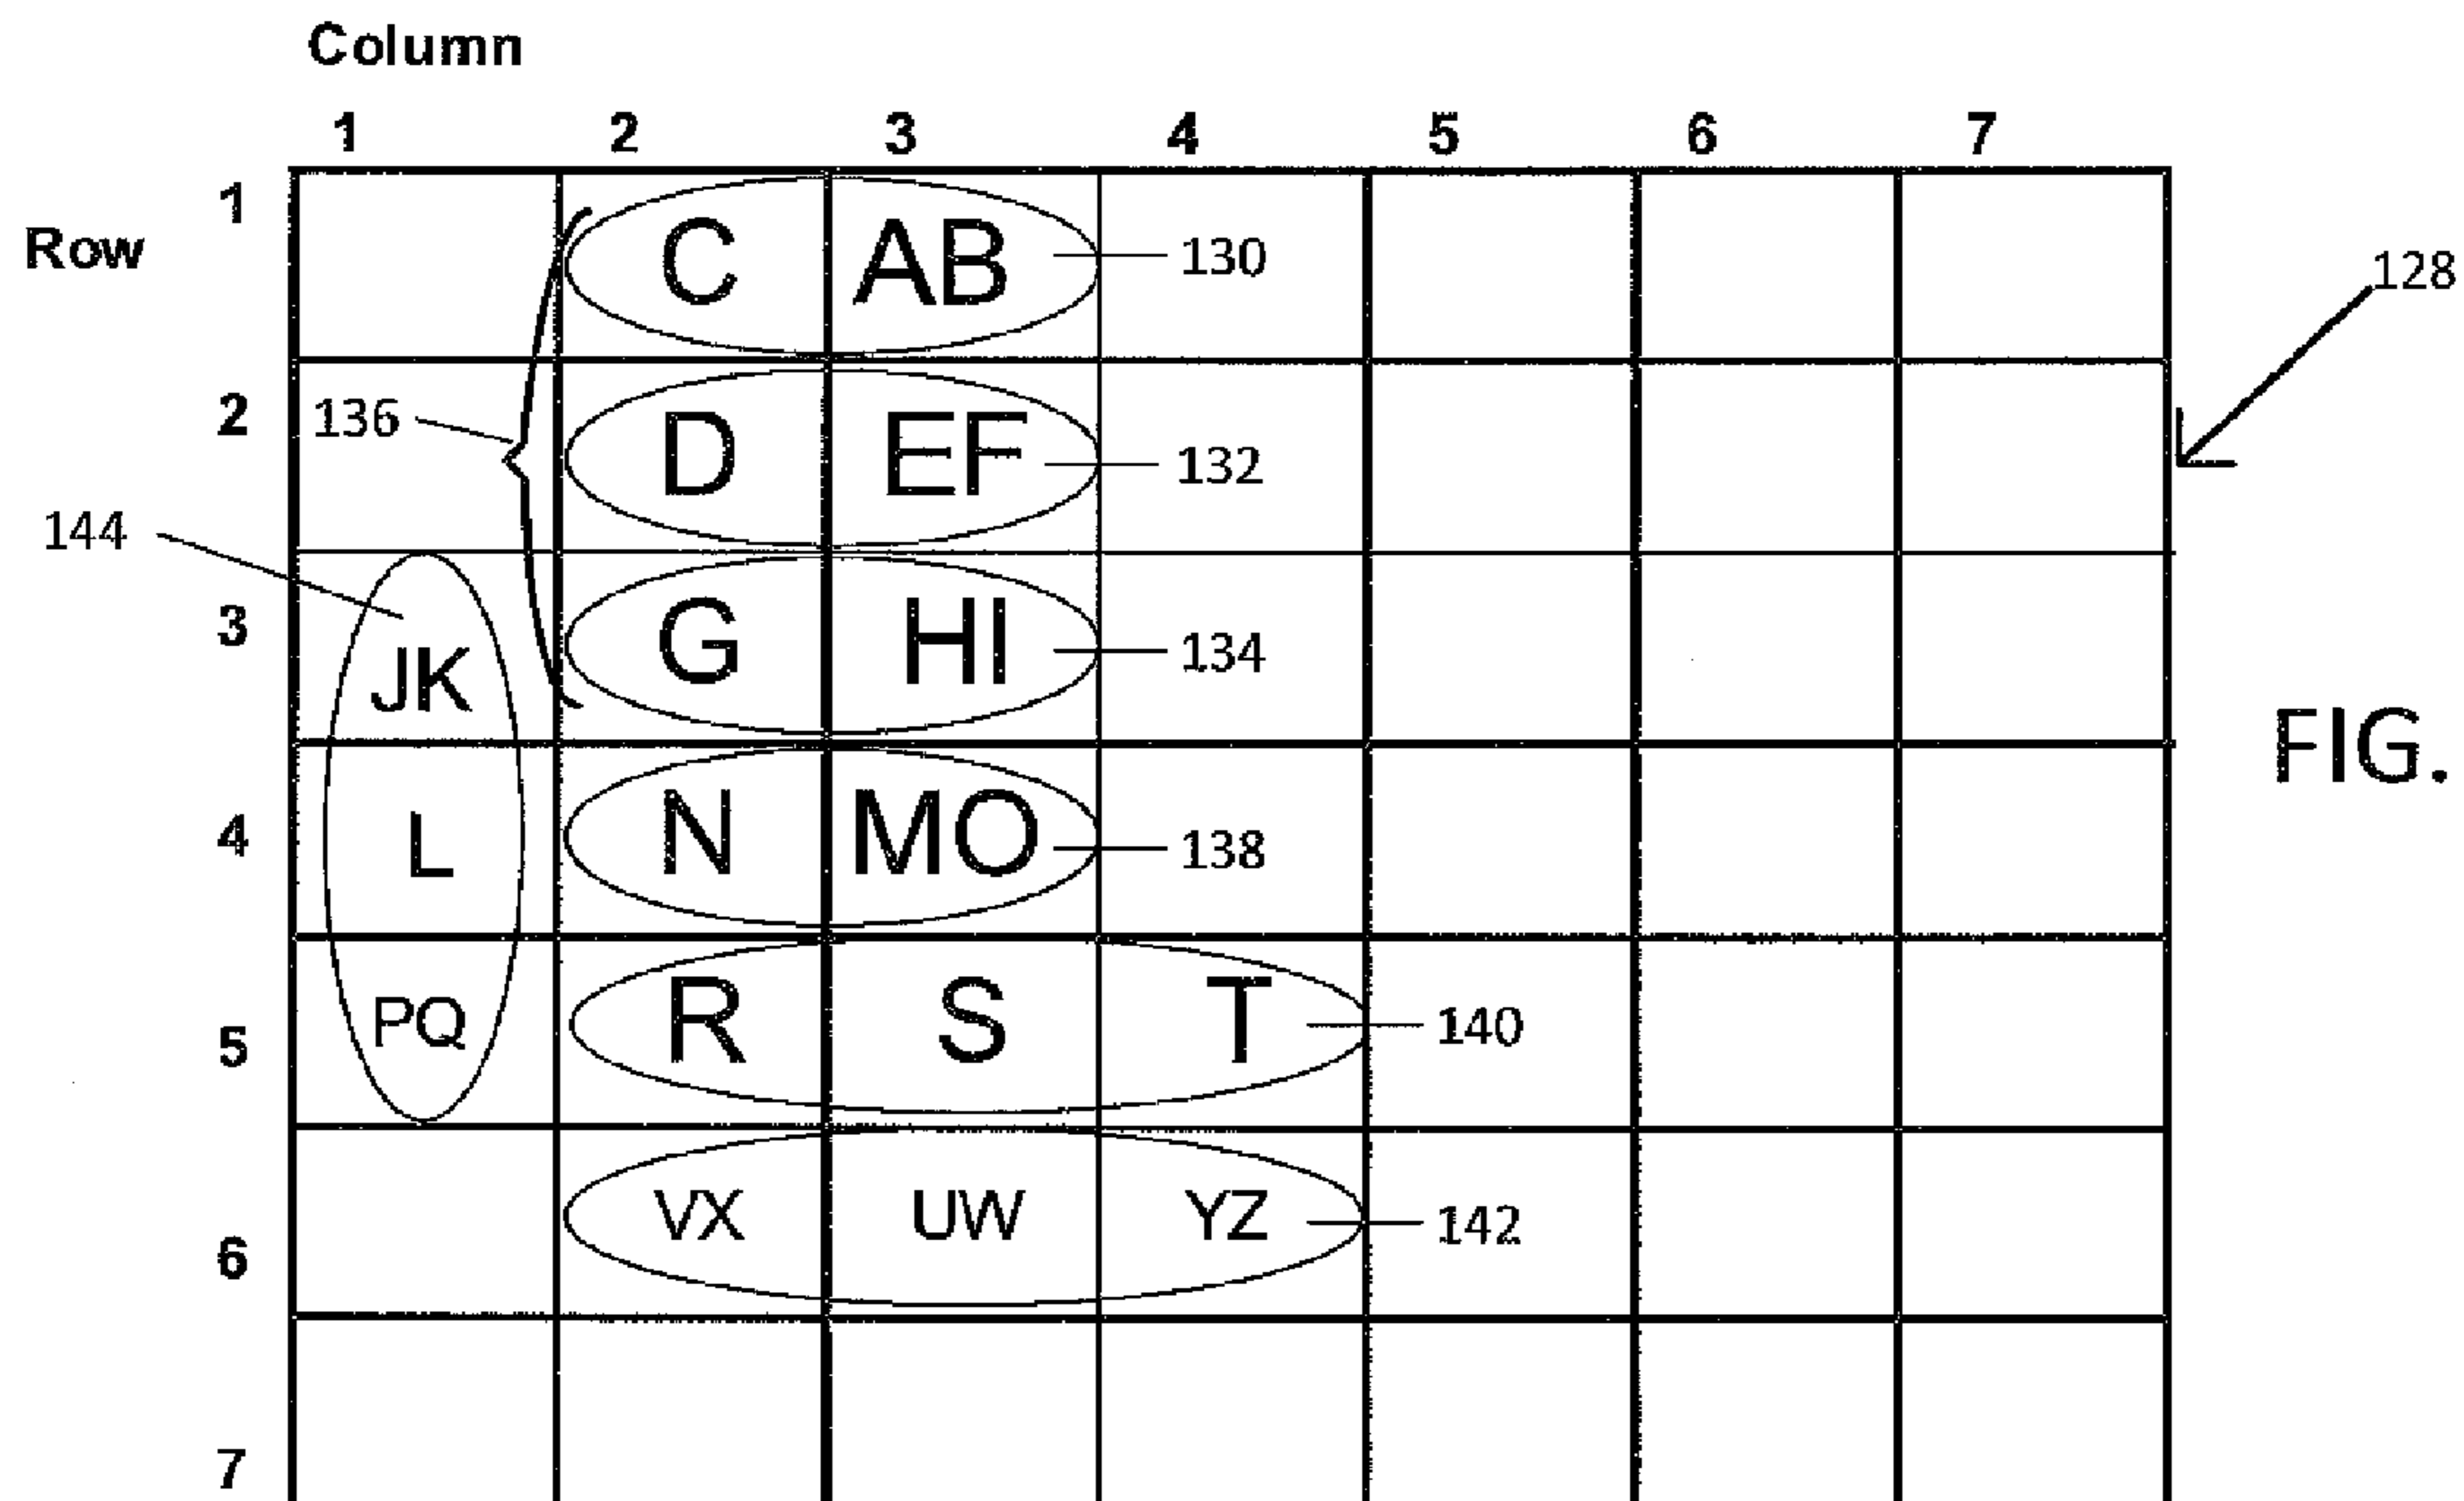 Column
1 2 3 4 5 6 7
1
Row
C AB 130
128
2
136
D EF 132
144
3
JK
G HI 134
FIG.
4
L
N MO 138
5
PQ
R S T 140
6
VX UW YZ 142
7